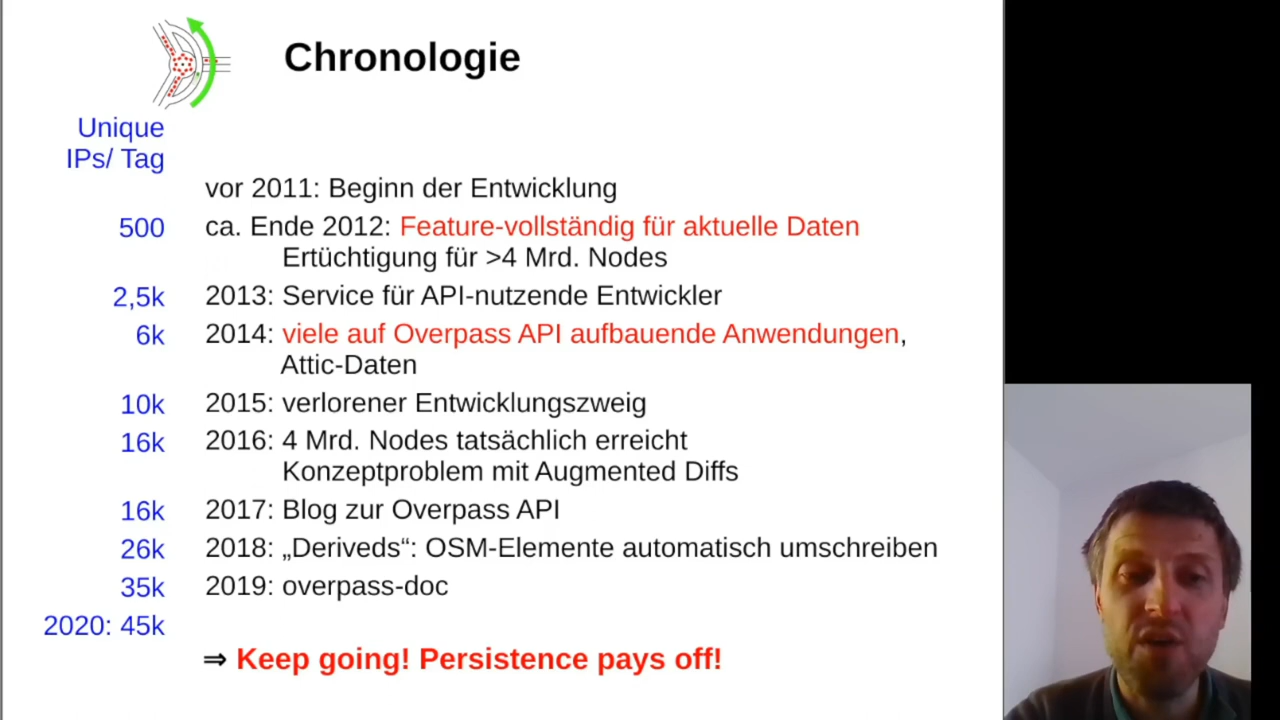 Chronologie
Unique
IPs/ Tag
vor 2011: Beginn der Entwicklung
500 ca. Ende 2012: Feature-vollständig für aktuelle Daten
Ertüchtigung für >4 Mrd. Nodes
2,5k 2013: Service für API-nutzende Entwickler
6k 2014: viele auf Overpass API aufbauende Anwendungen,
Attic-Daten
10k 2015: verlorener Entwicklungszweig
16k 2016: 4 Mrd. Nodes tatsächlich erreicht
Konzeptproblem mit Augmented Diffs
16k 2017: Blog zur Overpass API
26k 2018: „Deriveds“: OSM-Elemente automatisch umschreiben
35k 2019: overpass-doc
2020: 45k
⇒ Keep going! Persistence pays off!